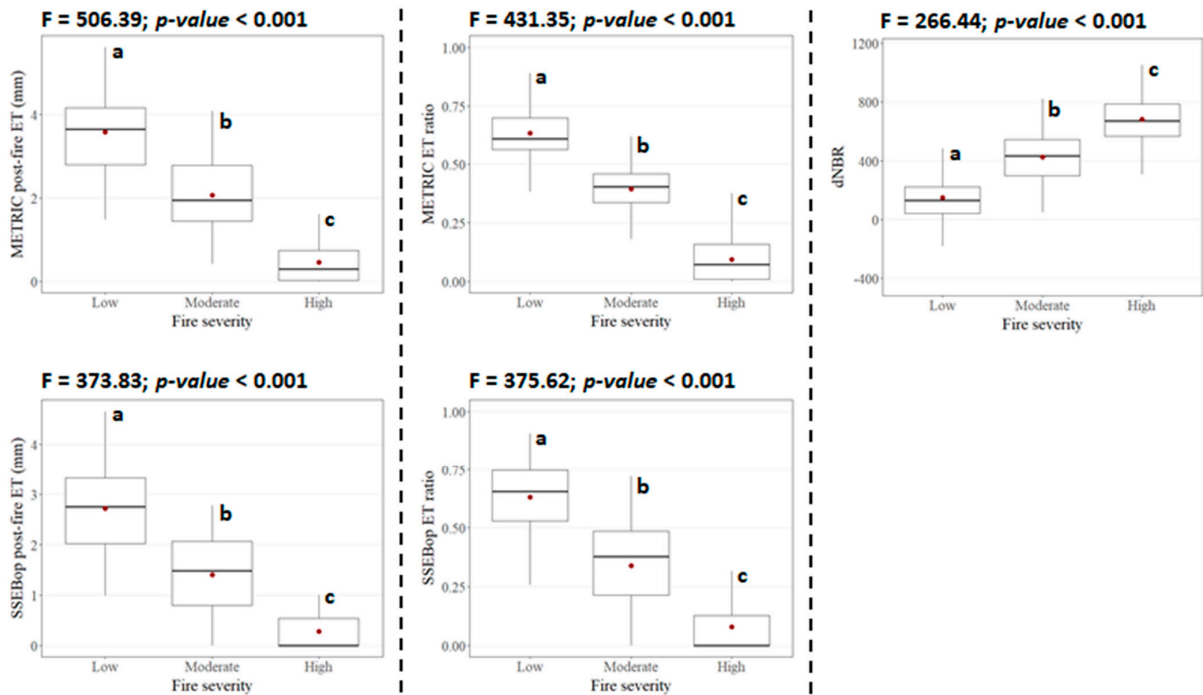 F = 506.39; p-value < 0.001
METRIC post-fire ET (mm)
4
2
0
a
b
c
Low Moderate High
Fire severity
F = 431.35; p-value < 0.001
METRIC ET ratio
1.00
0.75
0.50
0.25
0.00
a
b
c
Low Moderate High
Fire severity
F = 266.44; p-value < 0.001
dNBR
1200
800
400
0
-400
a
b
c
Low Moderate High
Fire severity
F = 373.83; p-value < 0.001
SSEBop post-fire ET (mm)
4
3
2
1
0
a
b
c
Low Moderate High
Fire severity
F = 375.62; p-value < 0.001
SSEBop ET ratio
1.00
0.75
0.50
0.25
0.00
a
b
c
Low Moderate High
Fire severity